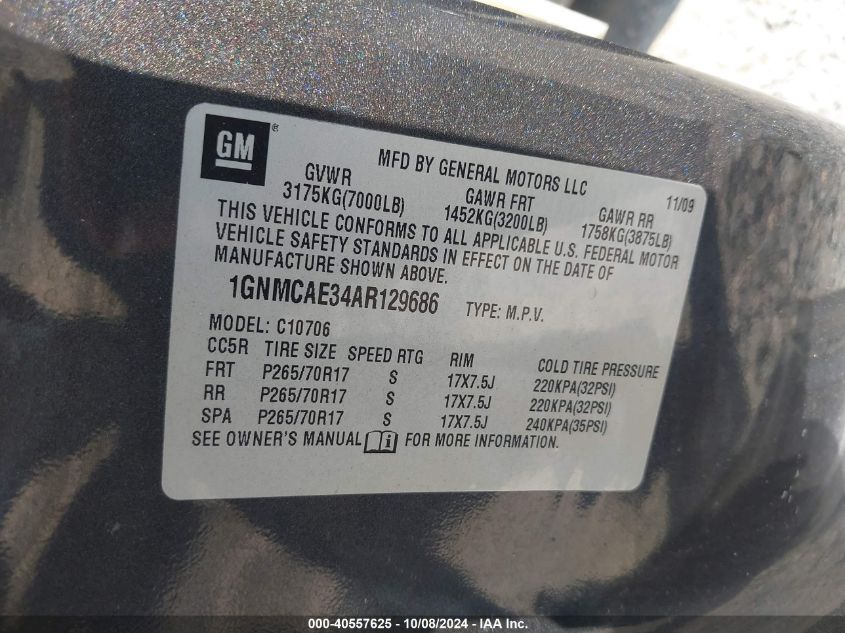 GM®
MFD BY GENERAL MOTORS LLC
11/09
GVWR GAWR FRT GAWR RR
3175KG(7000LB) 1452KG(3200LB) 1758KG(3875LB)
THIS VEHICLE CONFORMS TO ALL APPLICABLE U.S. FEDERAL MOTOR
VEHICLE SAFETY STANDARDS IN EFFECT ON THE DATE OF
MANUFACTURE SHOWN ABOVE.
1GNMCAE34AR129686 TYPE: M.P.V.
MODEL: C10706
CC5R TIRE SIZE SPEED RTG RIM COLD TIRE PRESSURE
FRT P265/70R17 S 17X7.5J 220KPA(32PSI)
RR P265/70R17 S 17X7.5J 220KPA(32PSI)
SPA P265/70R17 S 17X7.5J 240KPA(35PSI)
SEE OWNER'S MANUAL i FOR MORE INFORMATION.
000-40557625 - 10/08/2024 - IAA Inc.